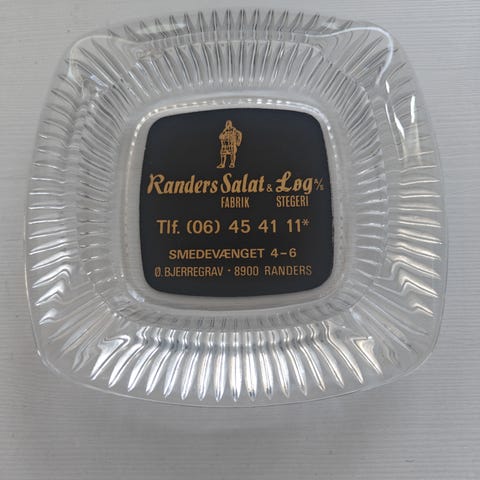 Randers Salat & Løg A/S
FABRIK STEGERI
Tlf. (06) 45 41 11*
SMEDEVÆNGET 4-6
Ø.BJERREGRAV · 8900 RANDERS